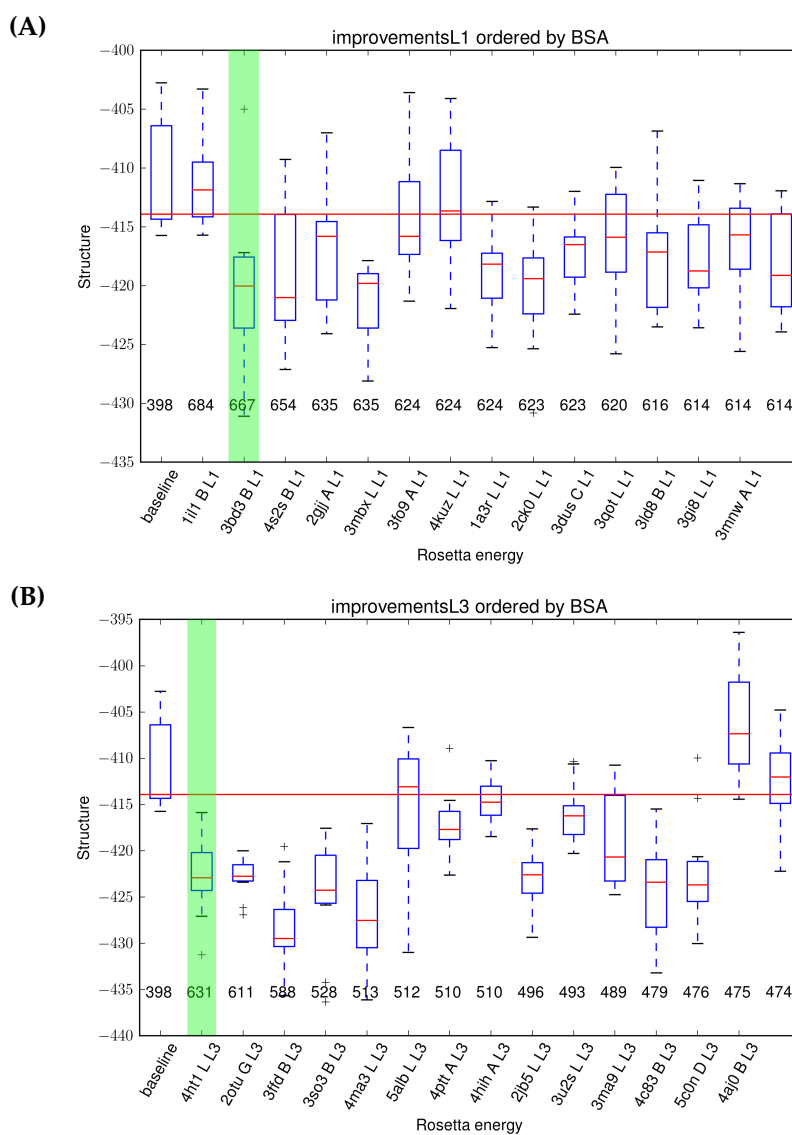 (A)
improvementsL1 ordered by BSA
−400
−405
−410
−415
−420
−425
−430
−435
Structure
398 684 667 654 635 635 624 624 624 623 623 620 616 614 614 614
baseline 1il1 B L1 3bd3 B L1 4s2s B L1 2gjj A L1 3mbx L L1 3fo9 A L1 4kuz L L1 1a3r L L1 2ck0 L L1 3dus C L1 3qot L L1 3ld8 B L1 3gi8 L L1 3mnw A L1
Rosetta energy
(B)
improvementsL3 ordered by BSA
−395
−400
−405
−410
−415
−420
−425
−430
−435
−440
Structure
398 631 611 588 528 513 512 510 510 496 493 489 479 476 475 474
baseline 4ht1 L L3 2otu G L3 3ffd B L3 3so3 B L3 4ma3 L L3 5alb L L3 4ptt A L3 4hih A L3 2jb5 L L3 3u2s L L3 3ma9 L L3 4c83 B L3 5c0n D L3 4aj0 B L3
Rosetta energy